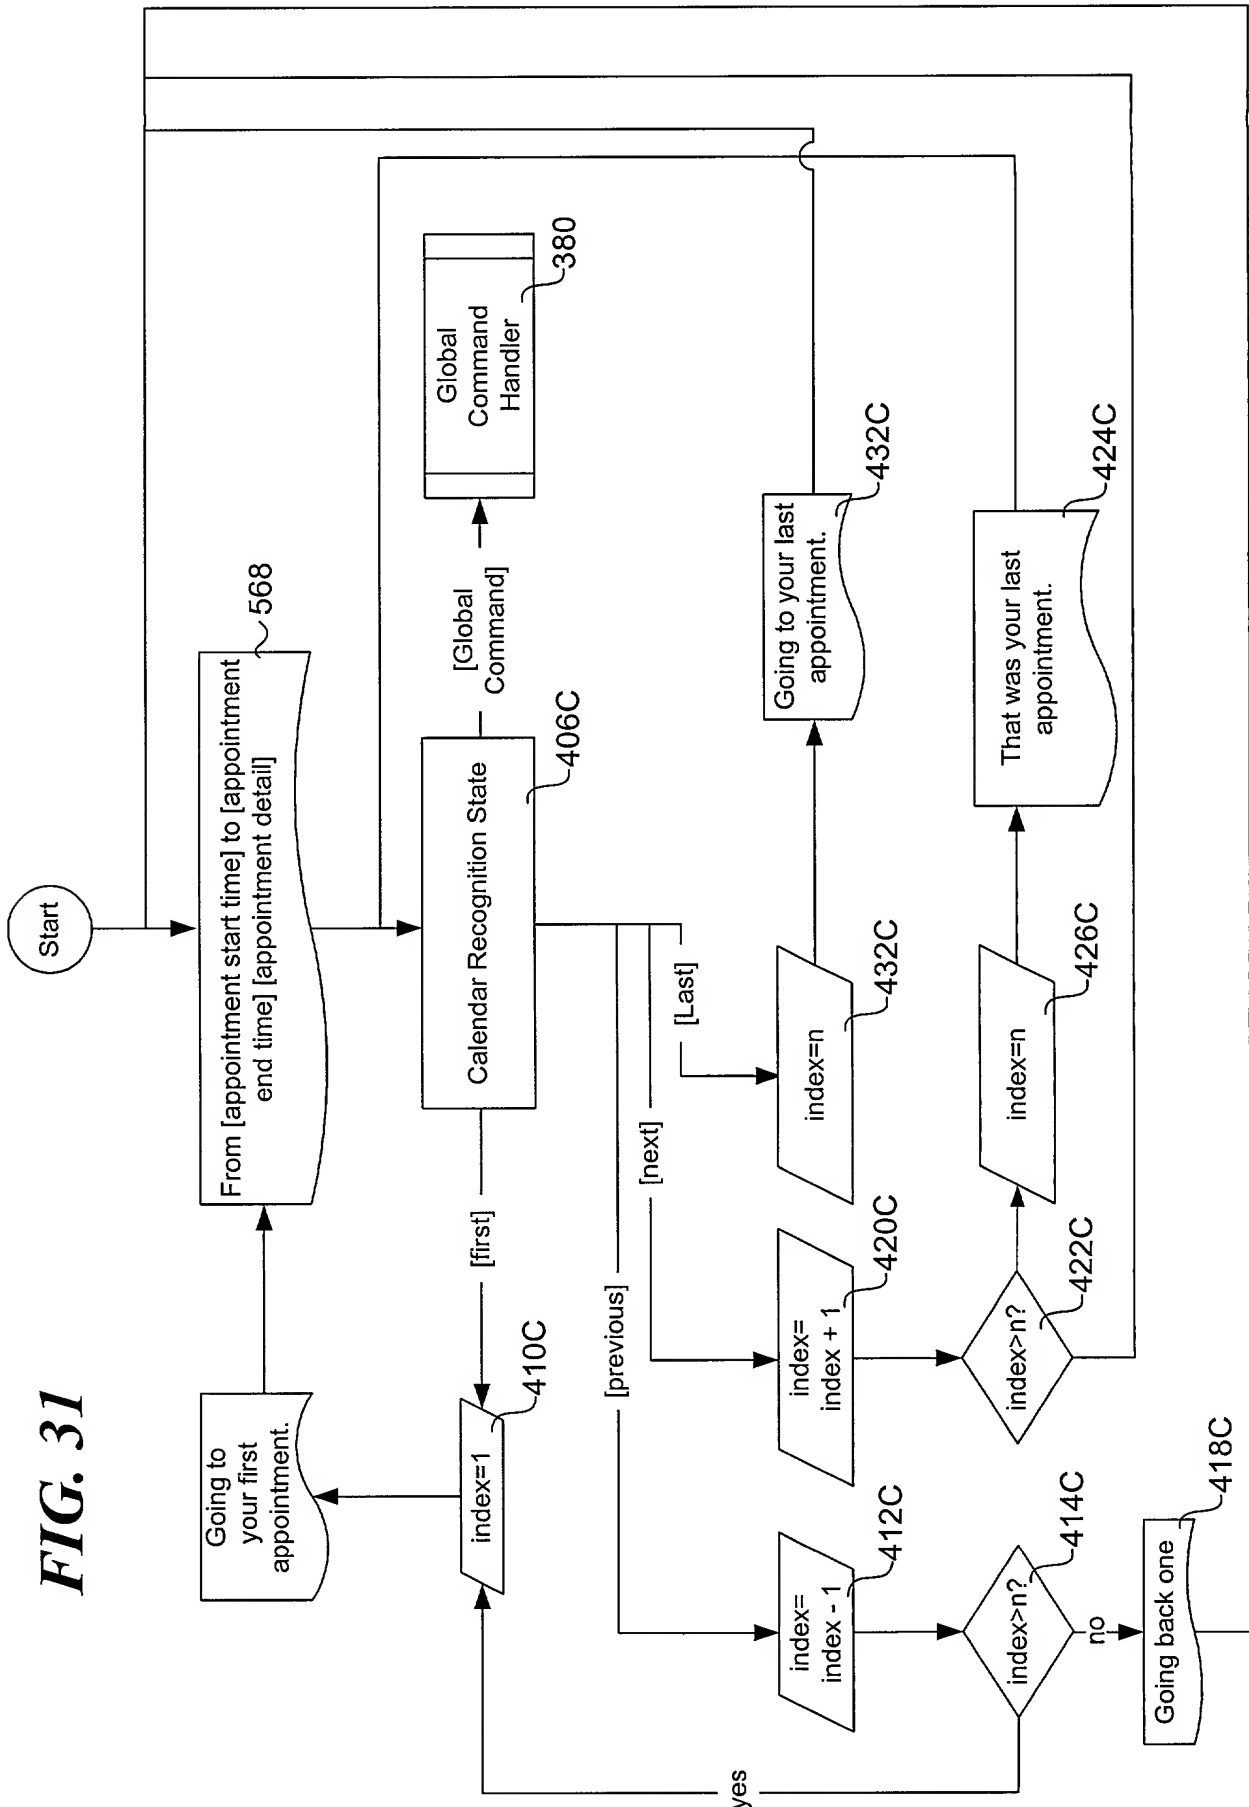 FIG. 31
Start
From [appointment start time] to [appointment
end time] [appointment detail]
568
Going to
your first
appointment.
Calendar Recognition State
406C
[Global
Command]
Global
Command
Handler
380
[first]
index=1
410C
[previous]
[next]
[Last]
index=
index - 1
412C
index=
index + 1
420C
index=n
432C
Going to your last
appointment.
432C
index>n?
414C
yes
no
index>n?
422C
index=n
426C
That was your last
appointment.
424C
Going back one
418C